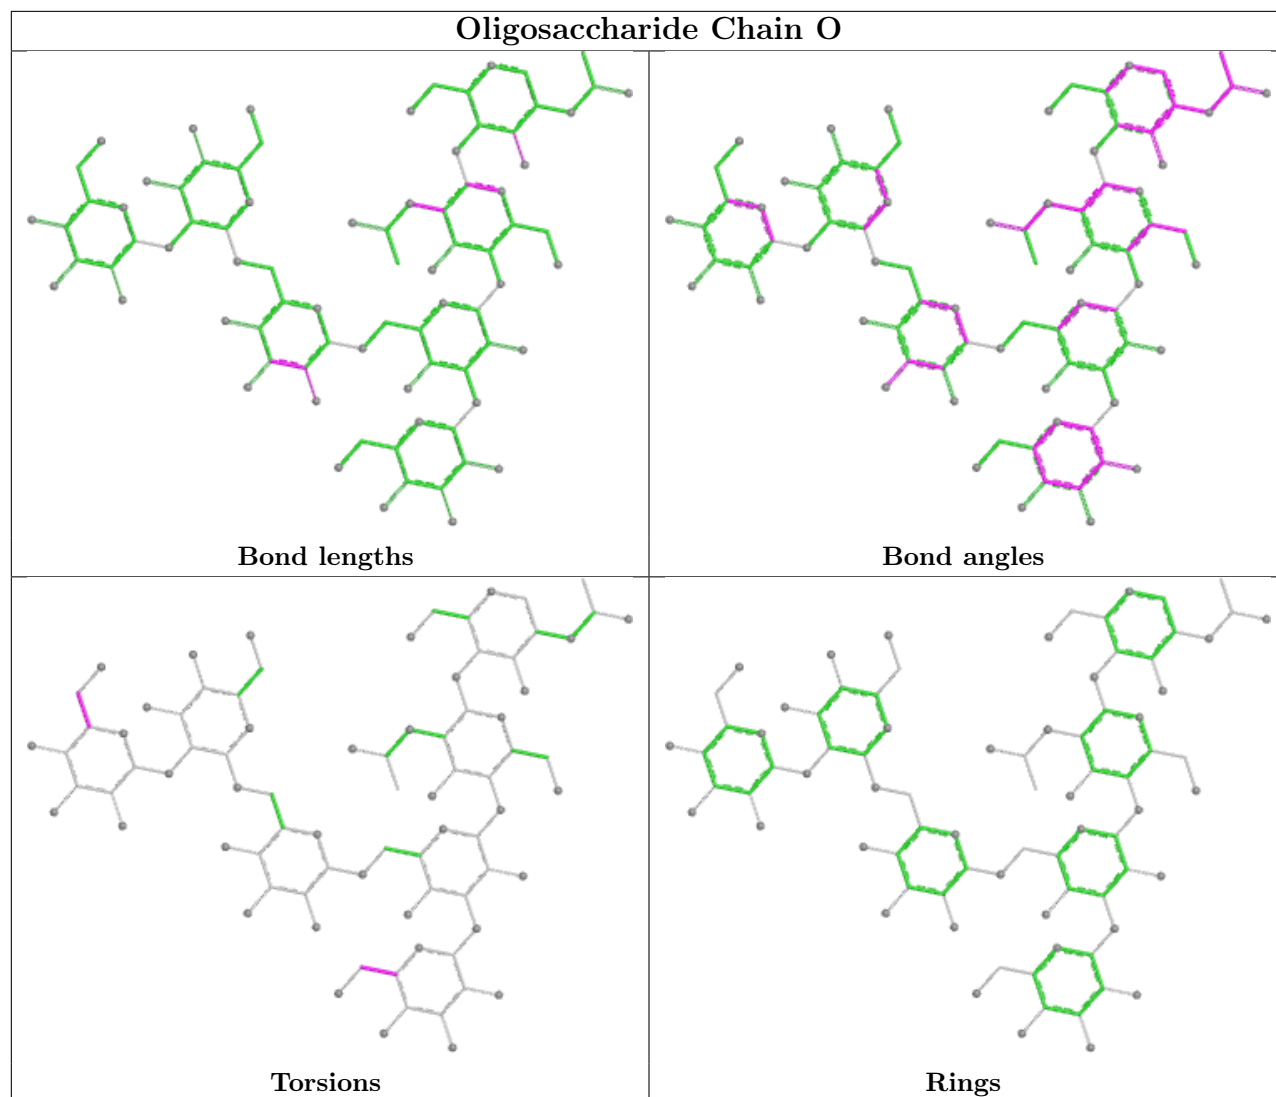 Oligosaccharide Chain O
Bond lengths
Bond angles
Torsions
Rings